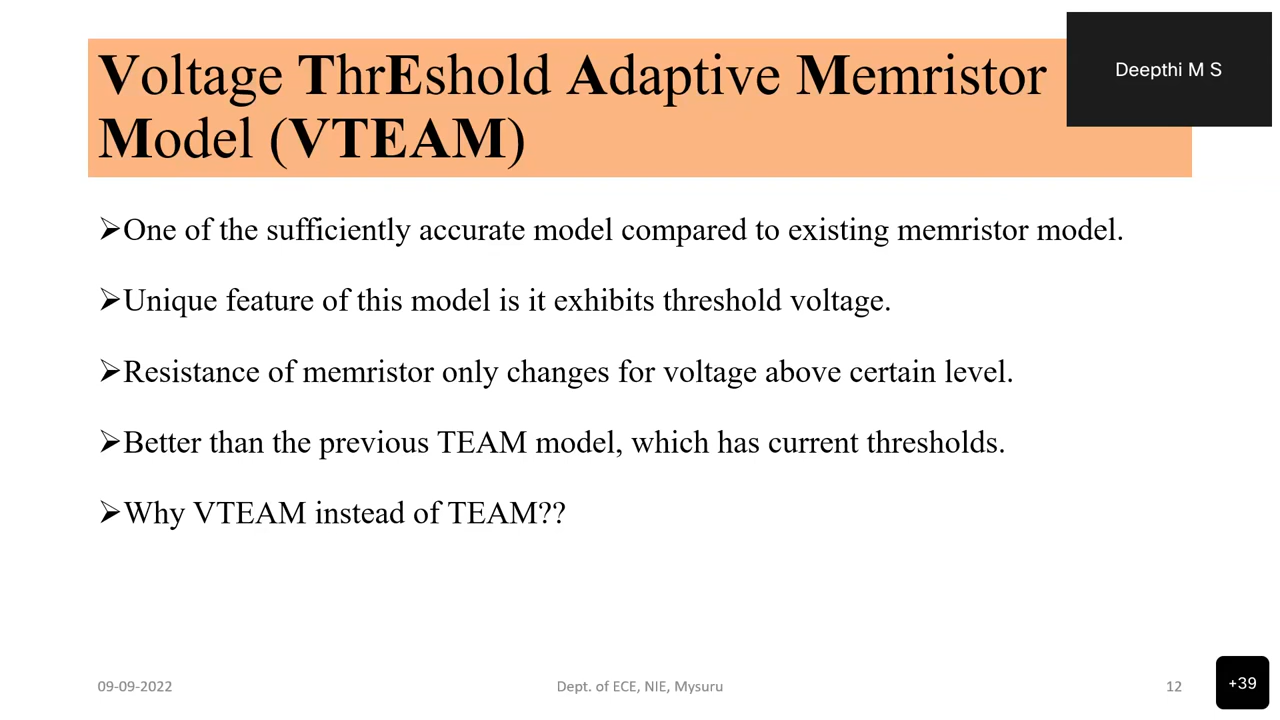 Voltage ThrEshold Adaptive Memristor
Model (VTEAM)
Deepthi M S
➢One of the sufficiently accurate model compared to existing memristor model.
➢Unique feature of this model is it exhibits threshold voltage.
➢Resistance of memristor only changes for voltage above certain level.
➢Better than the previous TEAM model, which has current thresholds.
➢Why VTEAM instead of TEAM??
09-09-2022
Dept. of ECE, NIE, Mysuru
12
+39